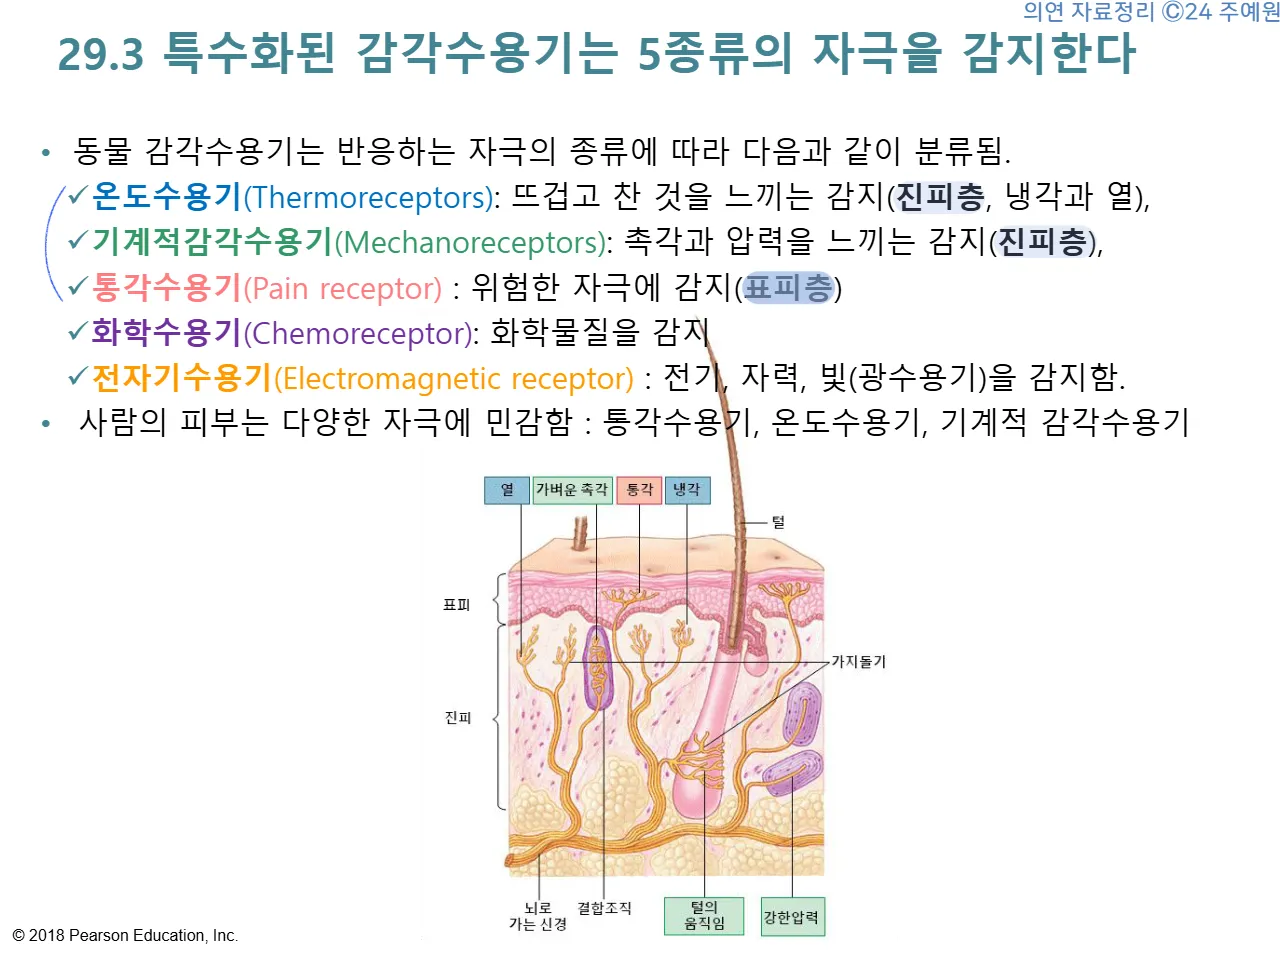 의연 자료정리 ©24 주예원
29.3 특수화된 감각수용기는 5종류의 자극을 감지한다
• 동물 감각수용기는 반응하는 자극의 종류에 따라 다음과 같이 분류됨.
✓온도수용기(Thermoreceptors): 뜨겁고 찬 것을 느끼는 감지(진피층, 냉각과 열),
✓기계적감각수용기(Mechanoreceptors): 촉각과 압력을 느끼는 감지(진피층),
✓통각수용기(Pain receptor) : 위험한 자극에 감지(표피층)
✓화학수용기(Chemoreceptor): 화학물질을 감지
✓전자기수용기(Electromagnetic receptor) : 전기, 자력, 빛(광수용기)을 감지함.
• 사람의 피부는 다양한 자극에 민감함 : 통각수용기, 온도수용기, 기계적 감각수용기
열
가벼운 촉각
통각
냉각
털
표피
가지돌기
진피
뇌로
가는 신경
결합조직
털의
움직임
강한압력
© 2018 Pearson Education, Inc.